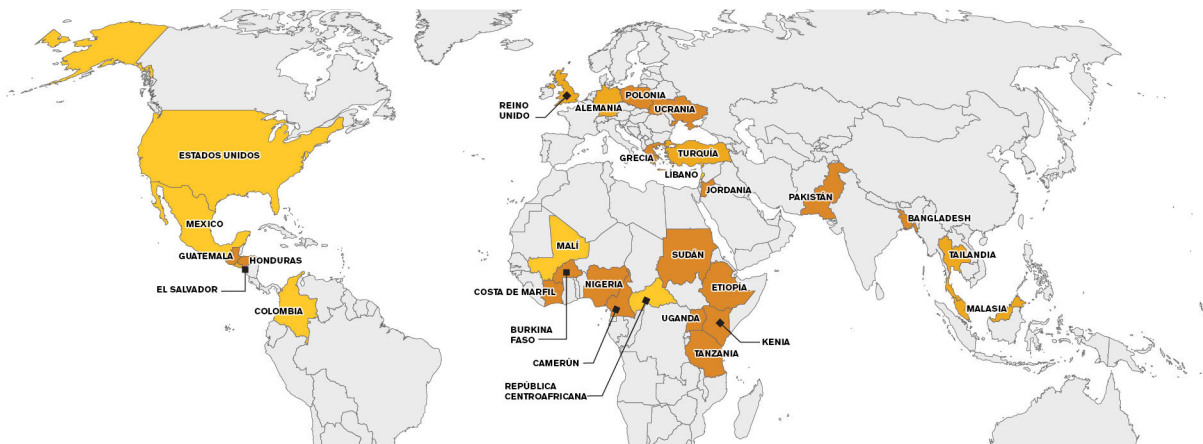 REINO
UNIDO
ALEMANIA
POLONIA
UCRANIA
ESTADOS UNIDOS
GRECIA
TURQUÍA
LÍBANO
JORDANIA
PAKISTÁN
BANGLADESH
MEXICO
GUATEMALA
HONDURAS
EL SALVADOR
COLOMBIA
MALÍ
SUDÁN
TAILANDIA
COSTA DE MARFIL
NIGERIA
ETIOPÍA
MALASIA
BURKINA
FASO
UGANDA
KENIA
CAMERÚN
TANZANIA
REPÚBLICA
CENTROAFRICANA